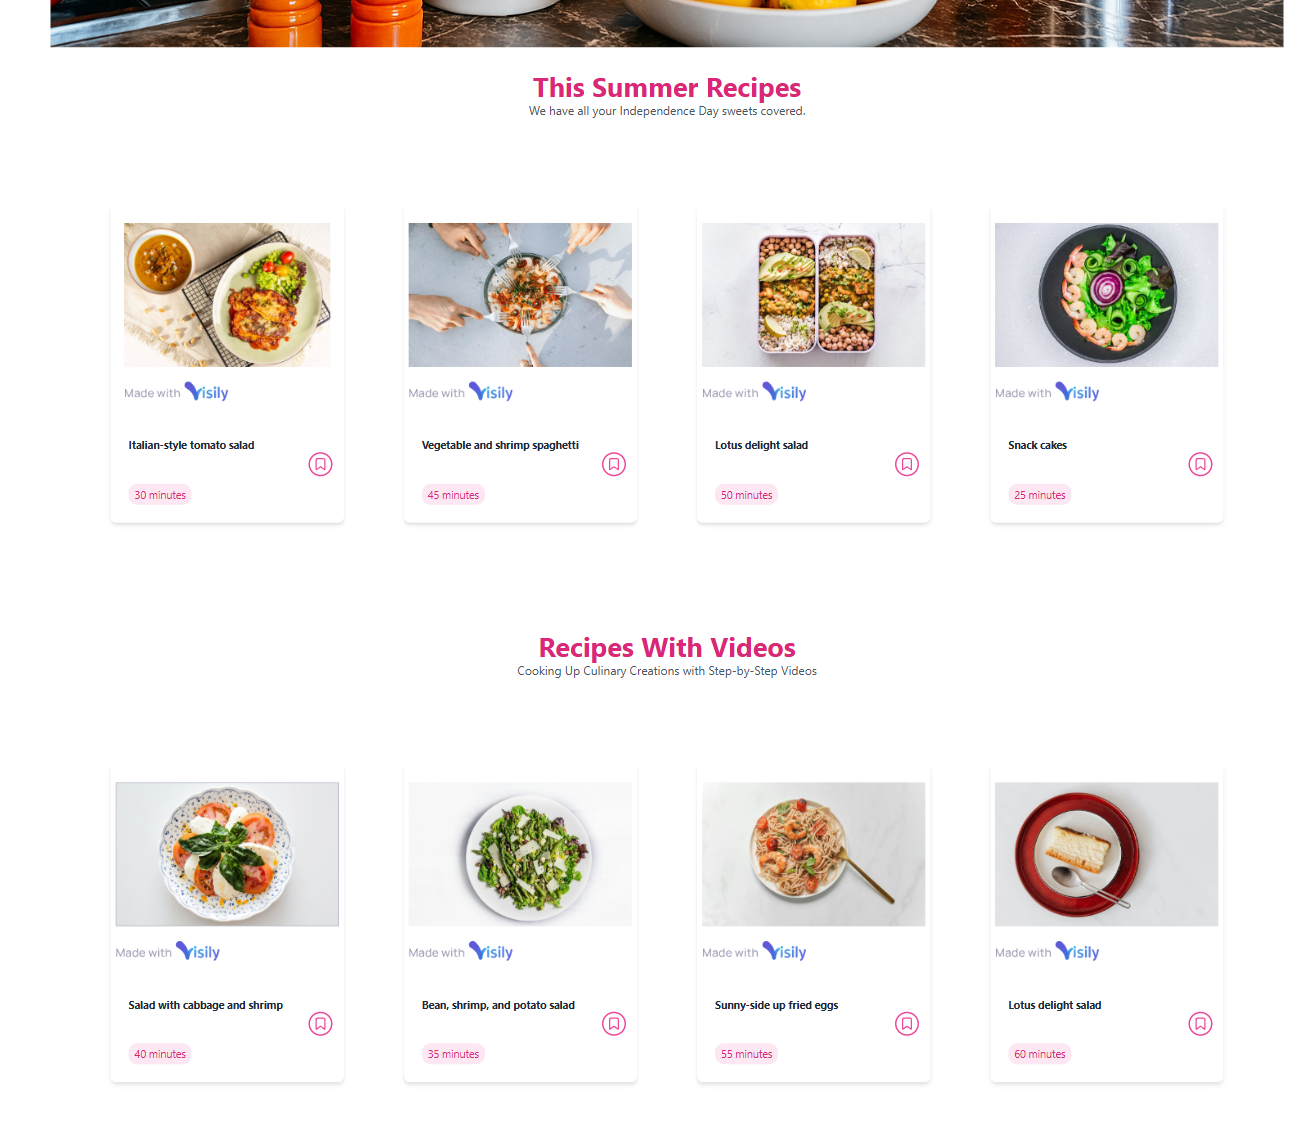 This Summer Recipes
We have all your Independence Day sweets covered.
Made with Visily
Made with Visily
Made with Visily
Made with Visily
Italian-style tomato salad
Vegetable and shrimp spaghetti
Lotus delight salad
Snack cakes
30 minutes
45 minutes
50 minutes
25 minutes
Recipes With Videos
Cooking Up Culinary Creations with Step-by-Step Videos
Made with Visily
Made with Visily
Made with Visily
Made with Visily
Salad with cabbage and shrimp
Bean, shrimp, and potato salad
Sunny-side up fried eggs
Lotus delight salad
40 minutes
35 minutes
55 minutes
60 minutes